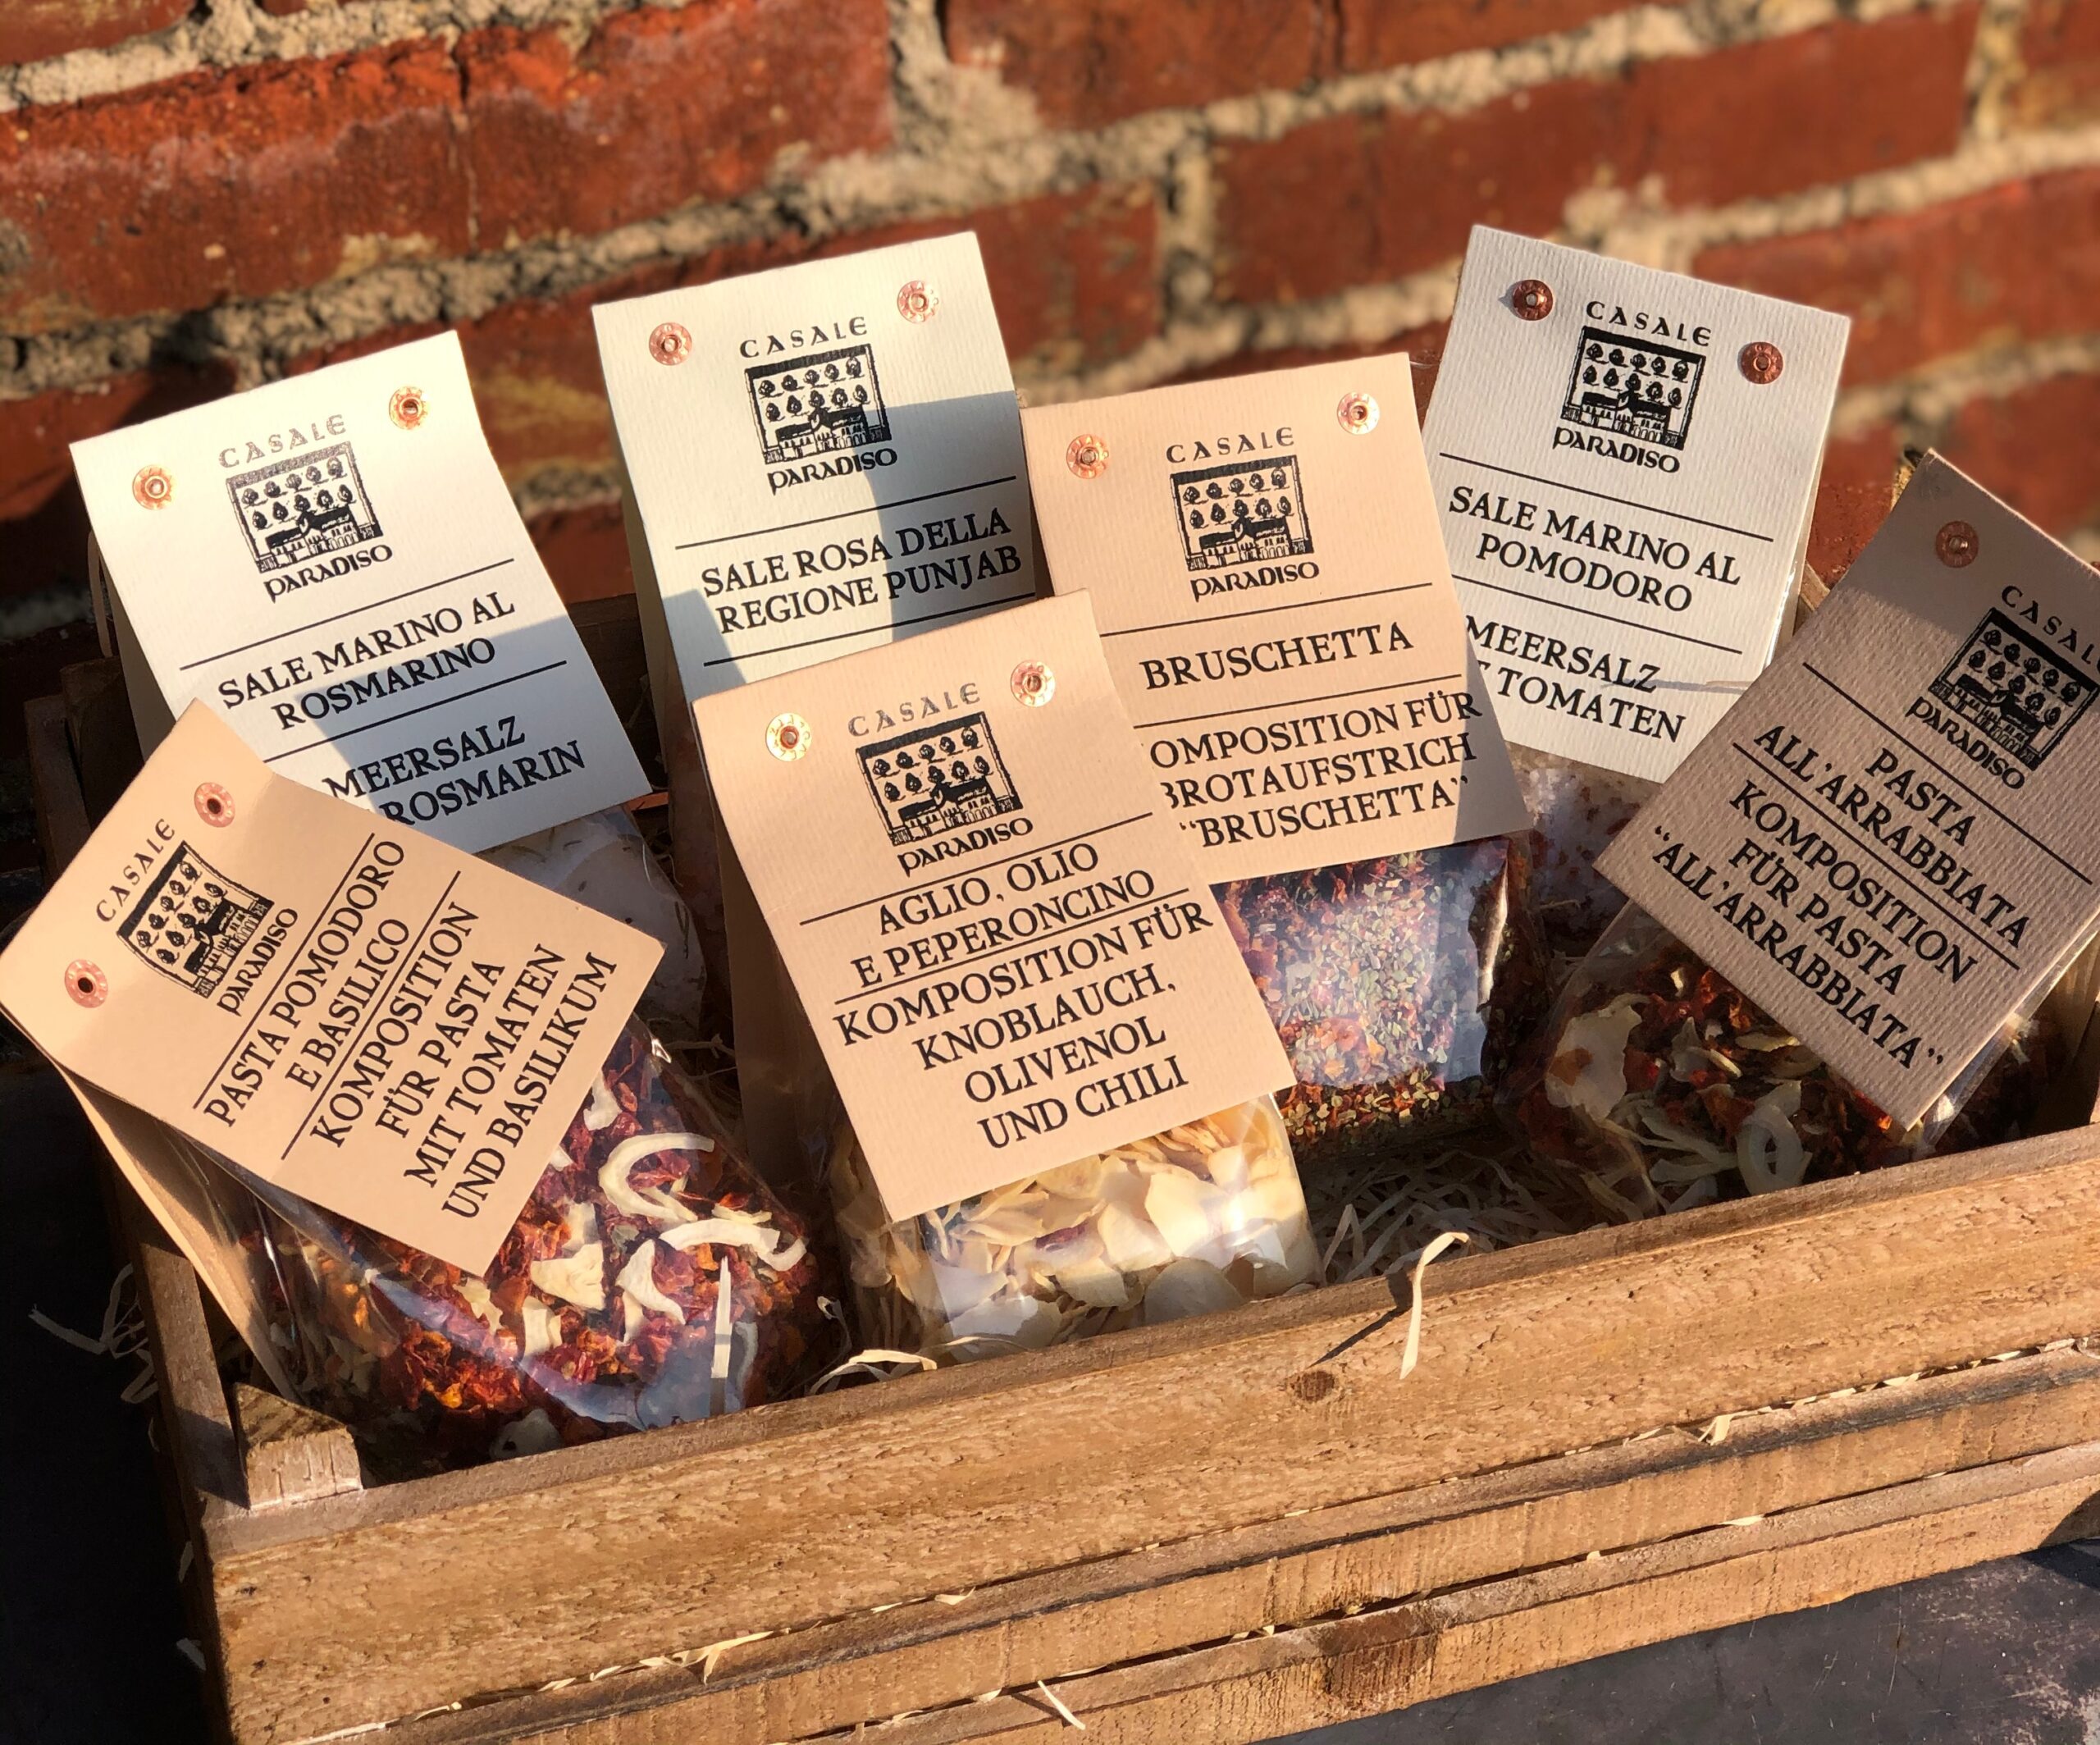 CASALE
PARADISO
SALE MARINO AL
ROSMARINO
MEERSALZ
ROSMARIN
CASALE
PARADISO
SALE ROSA DELLA
REGIONE PUNJAB
CASALE
PARADISO
BRUSCHETTA
OMPOSITION FÜR
BROTAUFSTRICH
“BRUSCHETTA”
CASALE
PARADISO
SALE MARINO AL
POMODORO
MEERSALZ
TOMATEN
CASALE
PARADISO
PASTA POMODORO
E BASILICO
KOMPOSITION
FÜR PASTA
MIT TOMATEN
UND BASILIKUM
CASALE
PARADISO
AGLIO, OLIO
E PEPERONCINO
KOMPOSITION FÜR
KNOBLAUCH,
OLIVENOL
UND CHILI
CASAL
PARADISO
PASTA
ALL'ARRABBIATA
KOMPOSITION
FÜR PASTA
“ALL'ARRABBIATA”